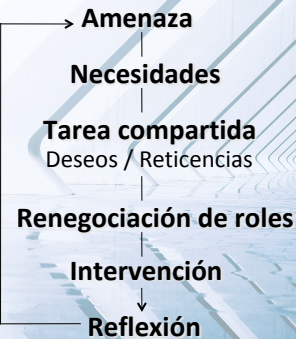 Amenaza
Necesidades
Tarea compartida
Deseos / Reticencias
Renegociación de roles
Intervención
Reflexión